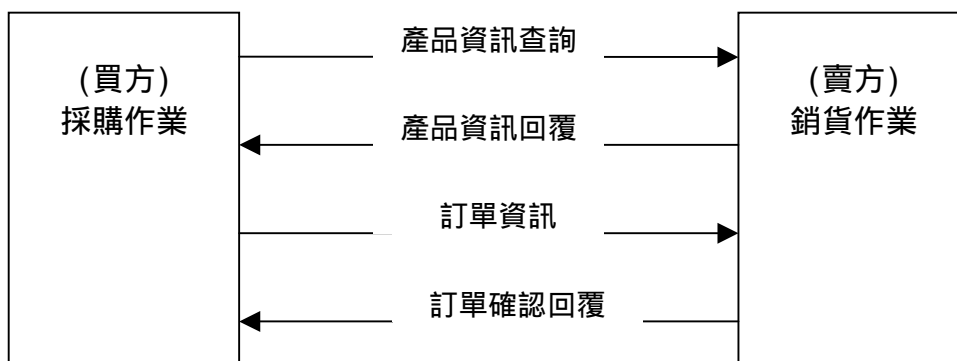 (買方)
採購作業
產品資訊查詢
產品資訊回覆
訂單資訊
訂單確認回覆
(賣方)
銷貨作業